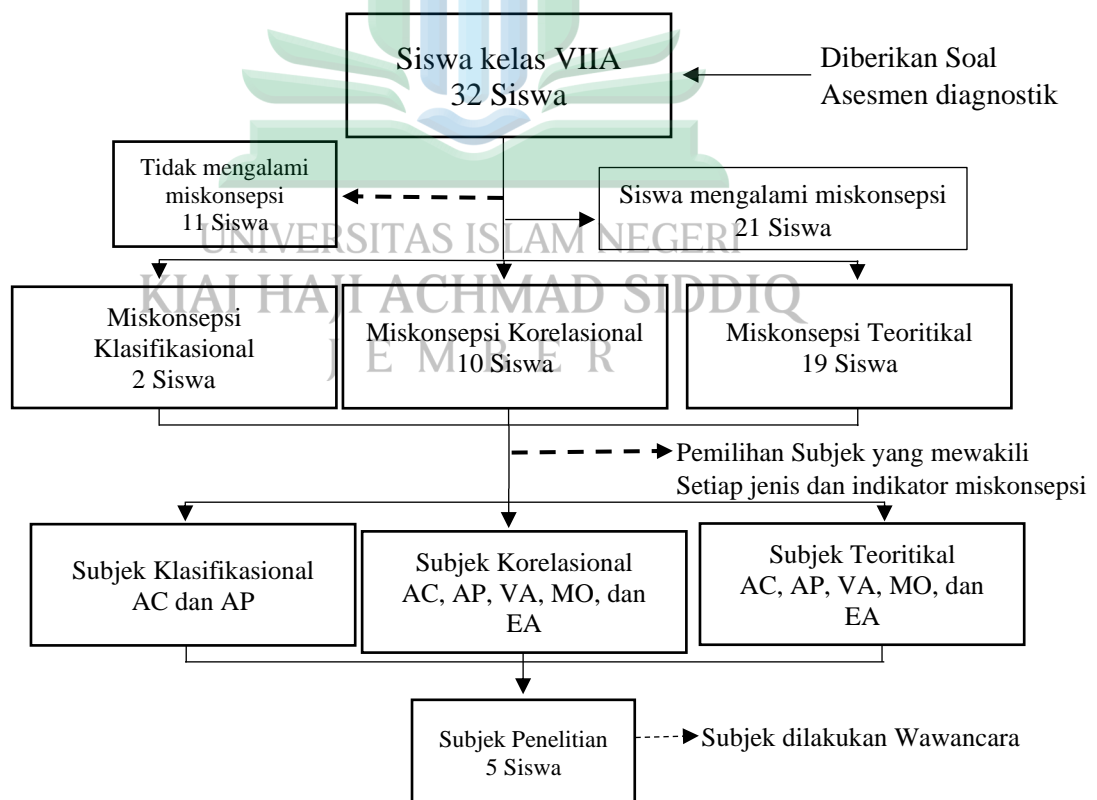 Siswa kelas VIIA
32 Siswa
Diberikan Soal
Asesmen diagnostik
Tidak mengalami
miskonsepsi
11 Siswa
Siswa mengalami miskonsepsi
21 Siswa
UNIVERSITAS ISLAM NEGERI
KIAI HAJI ACHMAD SIDDIQ
J E M B E R
Miskonsepsi
Klasifikasional
2 Siswa
Miskonsepsi Korelasional
10 Siswa
Miskonsepsi Teoritikal
19 Siswa
Pemilihan Subjek yang mewakili
Setiap jenis dan indikator miskonsepsi
Subjek Klasifikasional
AC dan AP
Subjek Korelasional
AC, AP, VA, MO, dan
EA
Subjek Teoritikal
AC, AP, VA, MO, dan
EA
Subjek Penelitian
5 Siswa
Subjek dilakukan Wawancara